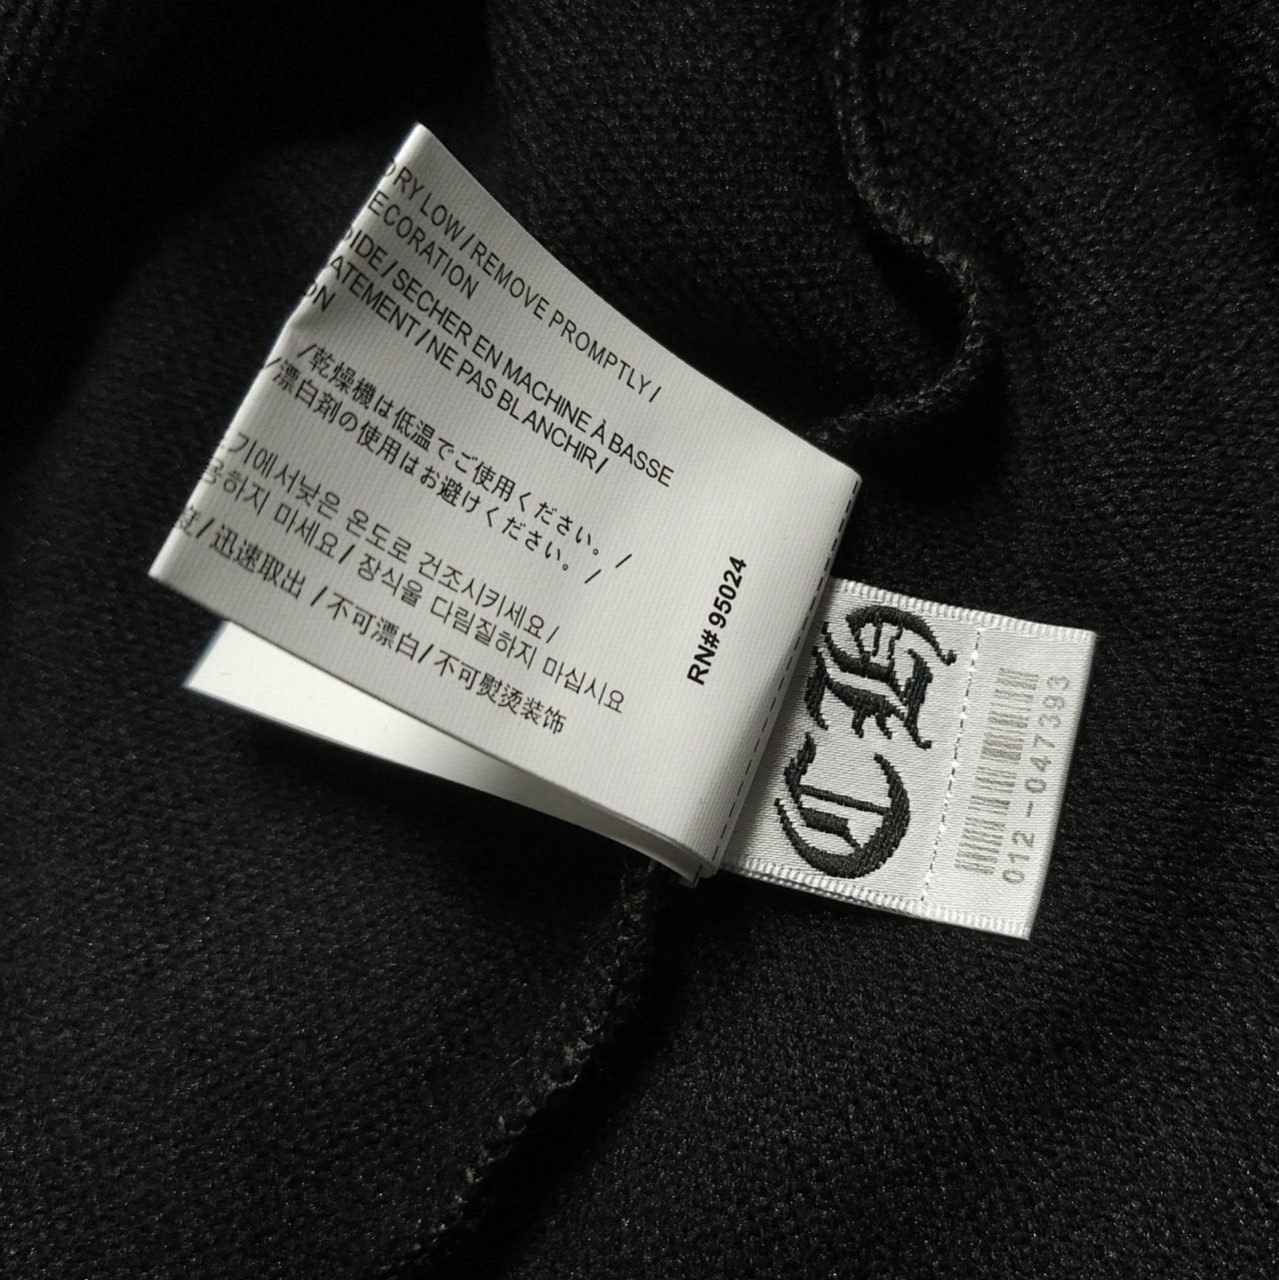 DRY LOW / REMOVE PROMPTLY /
ECORATION
IDE / SECHER EN MACHINE À BASSE
ATEMENT / NE PAS BLANCHIR /
ON
/乾燥機は低温でご使用ください。 /
/漂白剤の使用はお避けください。 /
기에서낮은 온도로 건조시키세요 /
용하지 마세요 / 장식을 다림질하지 마십시요
/ 迅速取出 / 不可漂白 / 不可熨烫装饰
RN# 95024
CH
012-047393